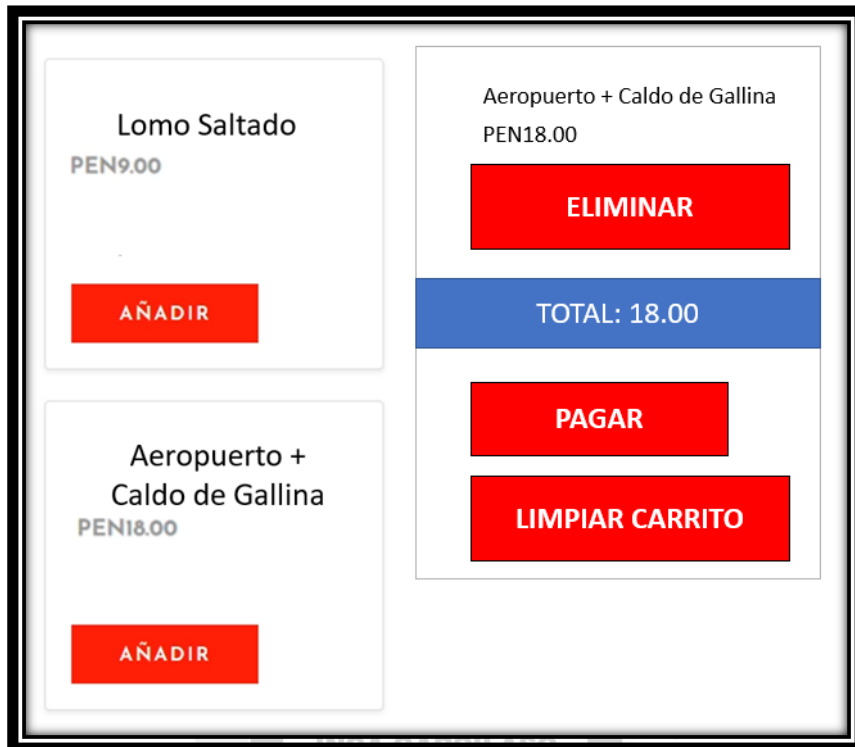 Lomo Saltado
PEN9.00
AÑADIR
Aeropuerto +
Caldo de Gallina
PEN18.00
AÑADIR
Aeropuerto + Caldo de Gallina
PEN18.00
ELIMINAR
TOTAL: 18.00
PAGAR
LIMPIAR CARRITO